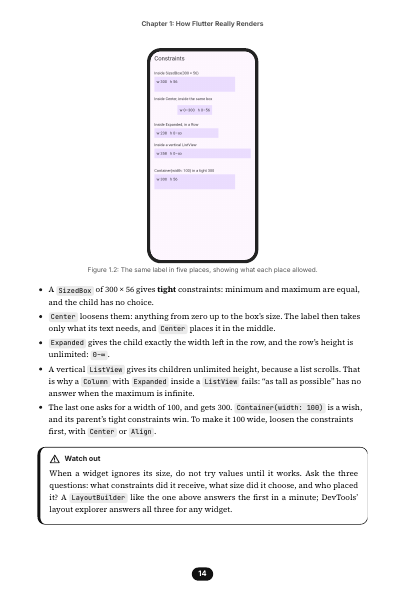 Chapter 1: How Flutter Really Renders
Constraints
Inside SizedBox(300 × 56)
w 300 h 56
Inside Center, inside the same box
w 0–300 h 0–56
Inside Expanded, in a Row
Inside a vertical ListView
Container(width: 100) in a tight 300
w 300 h 56
Figure 1.2: The same label in five places, showing what each place allowed.
• A SizedBox of 300 × 56 gives tight constraints: minimum and maximum are equal,
and the child has no choice.
• Center loosens them: anything from zero up to the box's size. The label then takes
only what its text needs, and Center places it in the middle.
• Expanded gives the child exactly the width left in the row, and the row's height is
unlimited: 0–∞.
• A vertical ListView gives its children unlimited height, because a list scrolls. That
is why a Column with Expanded inside a ListView fails: “as tall as possible” has no
answer when the maximum is infinite.
• The last one asks for a width of 100, and gets 300. Container(width: 100) is a wish,
and its parent's tight constraints win. To make it 100 wide, loosen the constraints
first, with Center or Align.
Watch out
When a widget ignores its size, do not try values until it works. Ask the three
questions: what constraints did it receive, what size did it choose, and who placed
it? A LayoutBuilder like the one above answers the first in a minute; DevTools'
layout explorer answers all three for any widget.
14